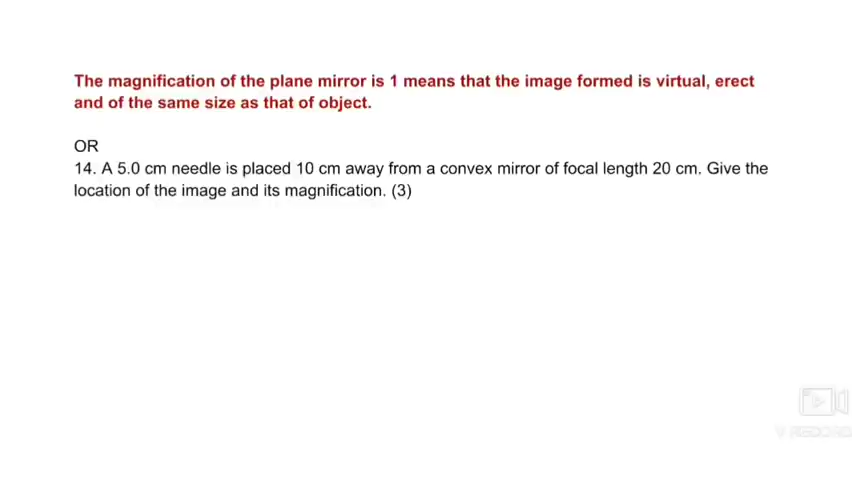 The magnification of the plane mirror is 1 means that the image formed is virtual, erect
and of the same size as that of object.
OR
14. A 5.0 cm needle is placed 10 cm away from a convex mirror of focal length 20 cm. Give the
location of the image and its magnification. (3)